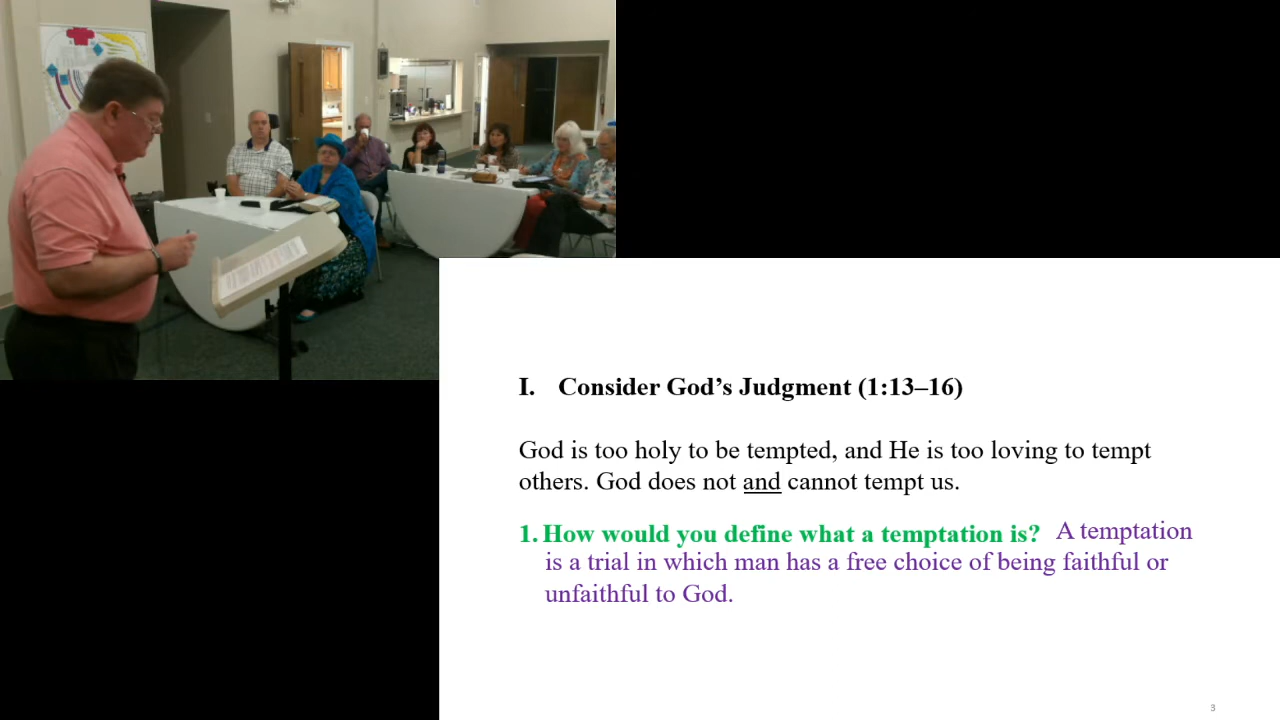 I. Consider God’s Judgment (1:13–16)
God is too holy to be tempted, and He is too loving to tempt
others. God does not and cannot tempt us.
1. How would you define what a temptation is? A temptation
is a trial in which man has a free choice of being faithful or
unfaithful to God.
3